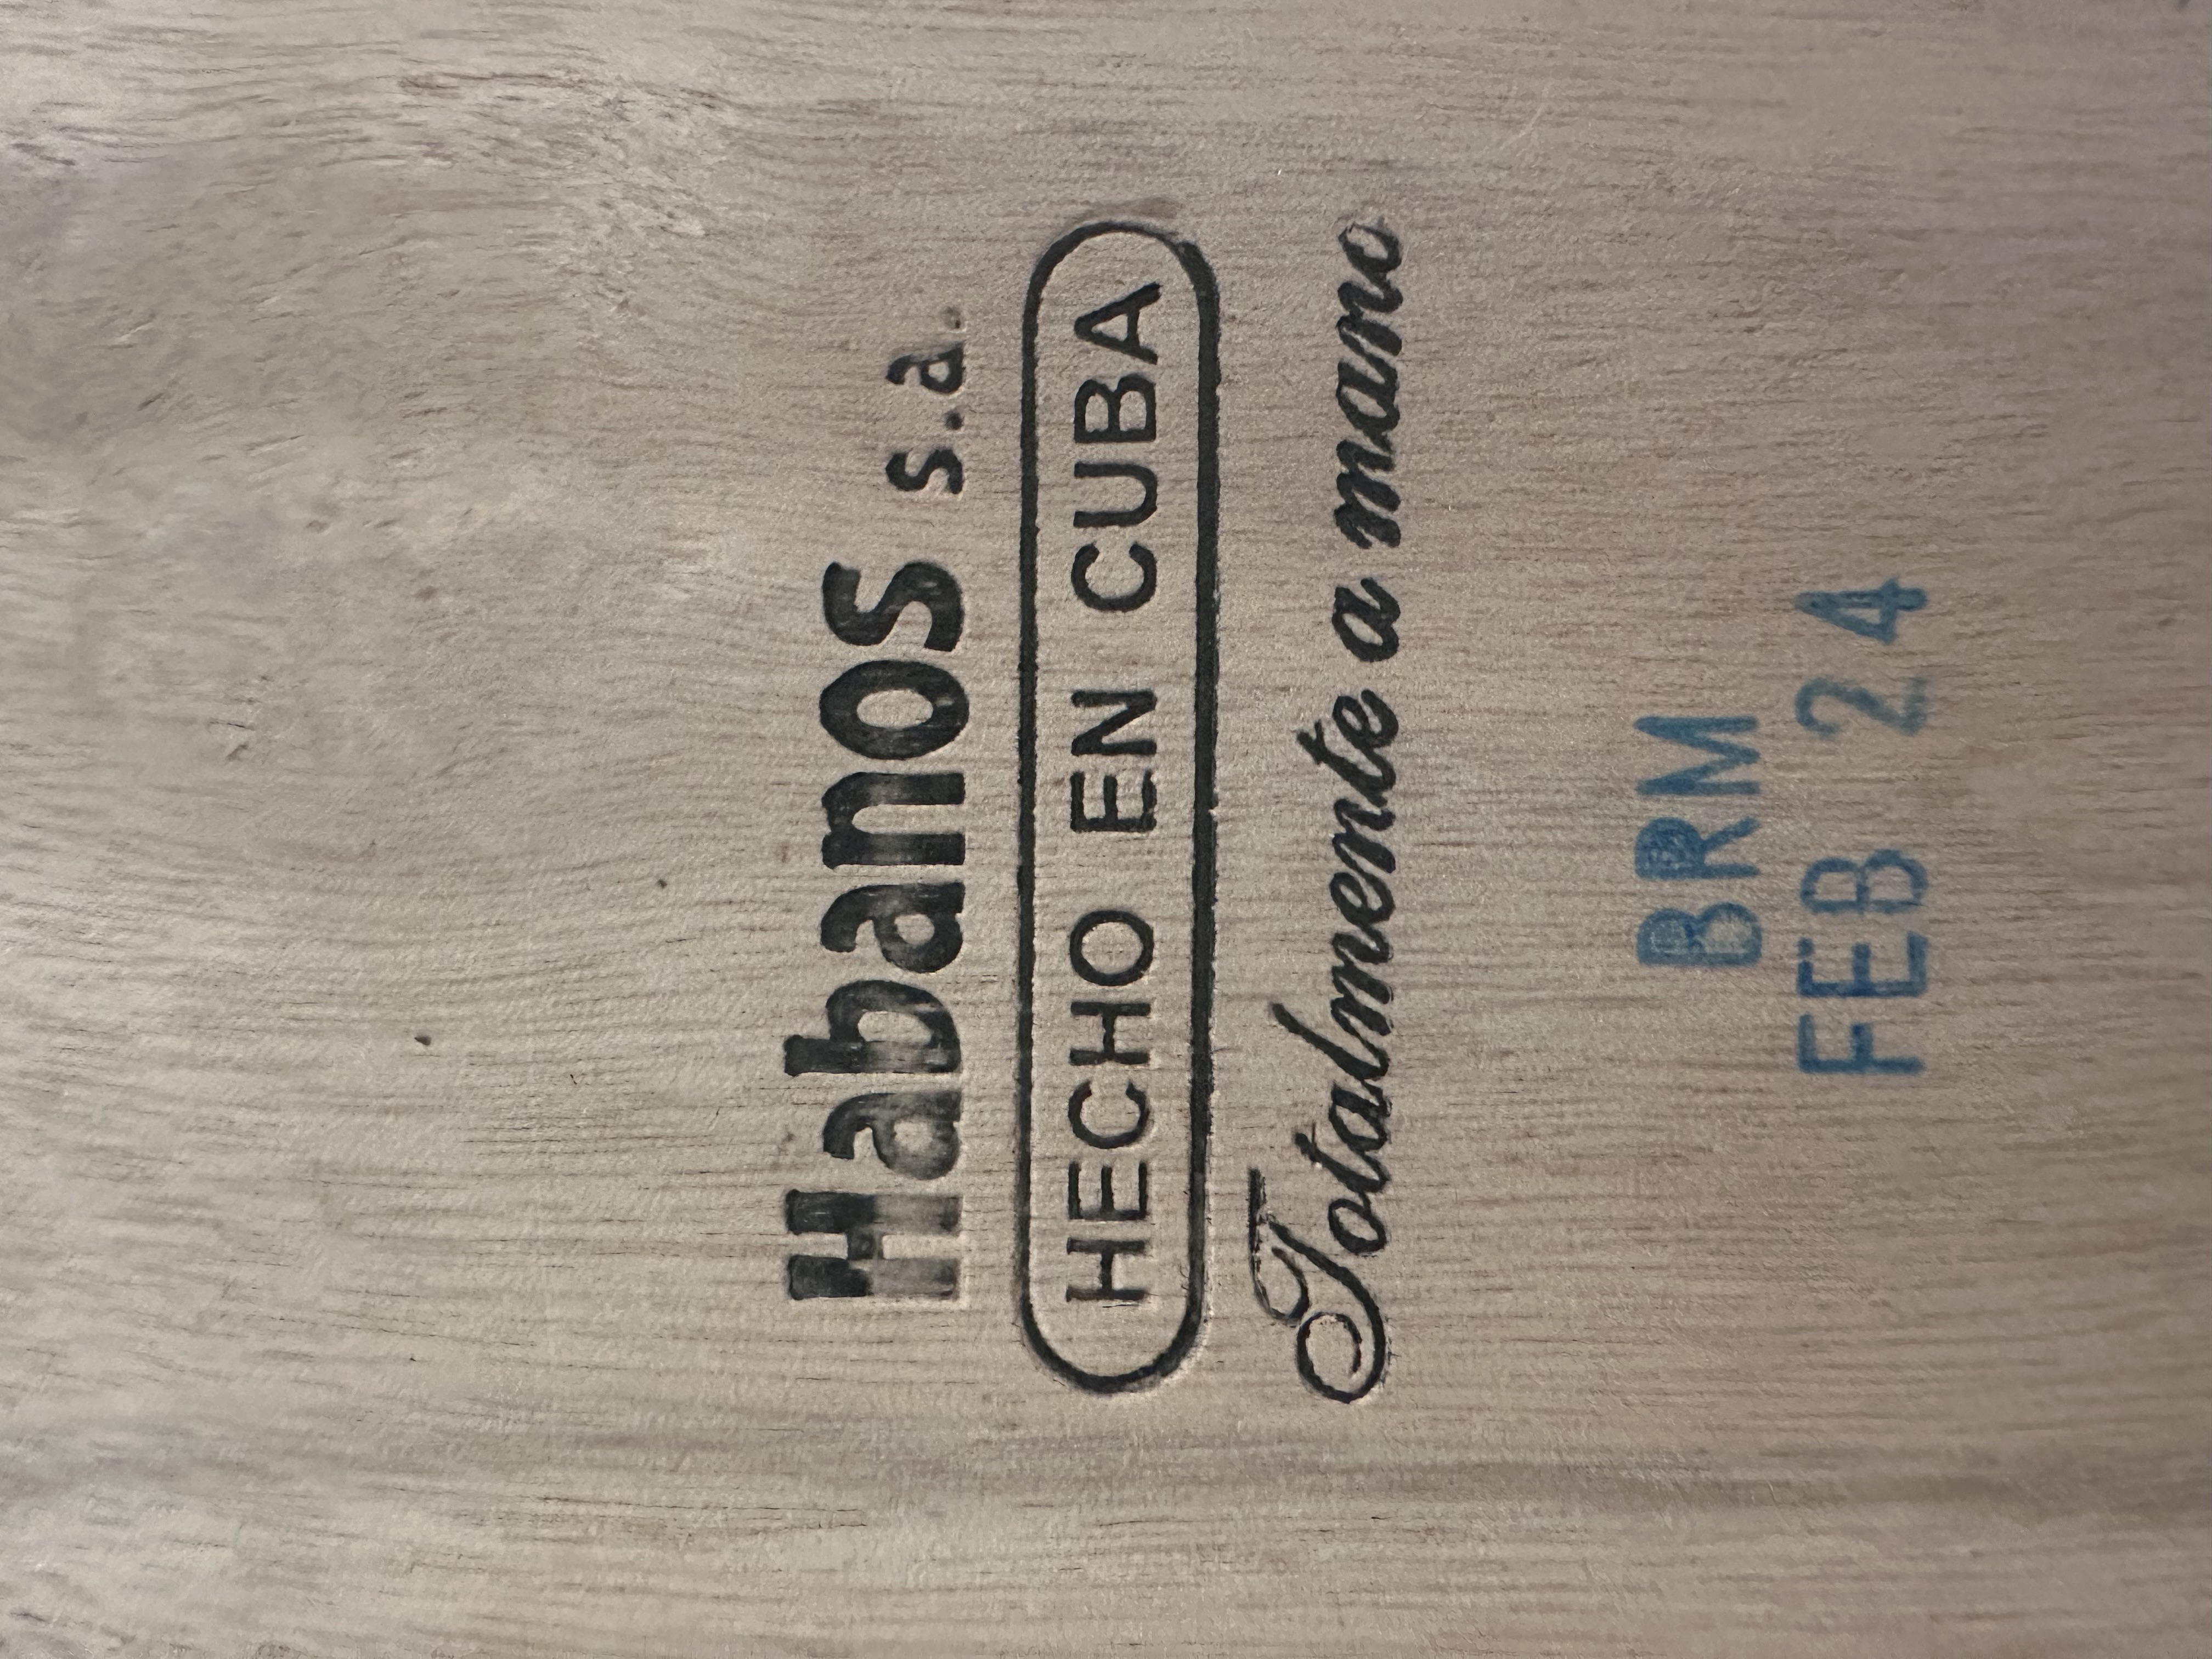 Habanos s.a.
HECHO EN CUBA
Totalmente a mano
BRM
FEB 24